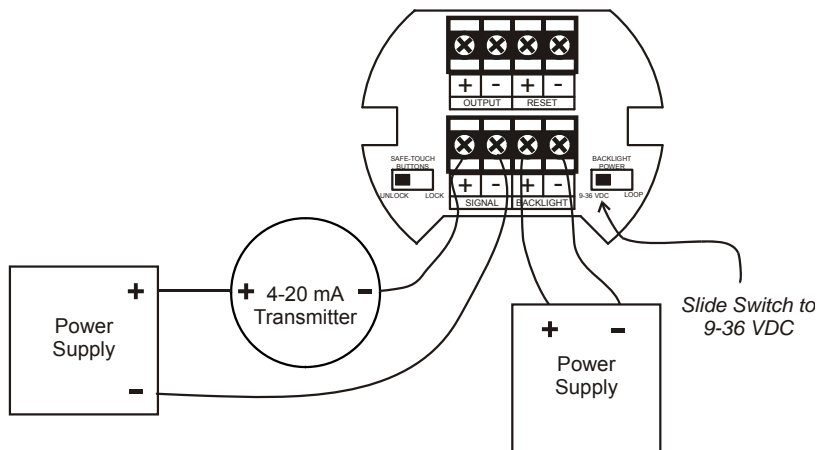 + - + -
OUTPUT RESET
SAFE-TOUCH
BUTTONS
UNLOCK LOCK
+ - + -
SIGNAL BACKLIGHT
BACKLIGHT
POWER
9-36 VDC LOOP
+
Power
Supply
-
+ 4-20 mA -
Transmitter
+ -
Power
Supply
Slide Switch to
9-36 VDC